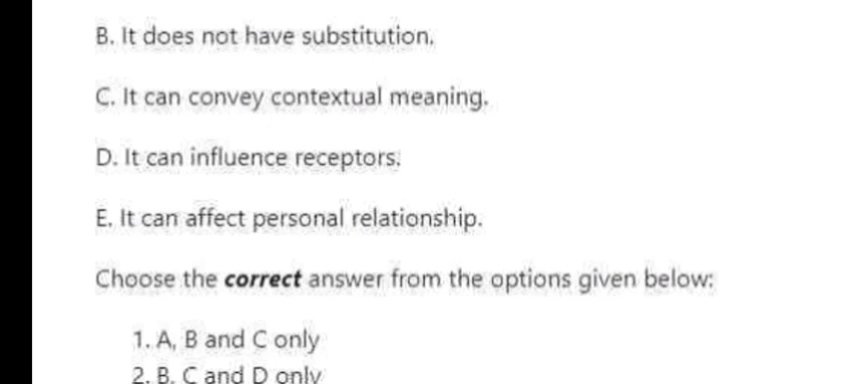 B. It does not have substitution.
C. It can convey contextual meaning.
D. It can influence receptors.
E. It can affect personal relationship.
Choose the correct answer from the options given below:
1. A, B and C only
2. B, C and D only